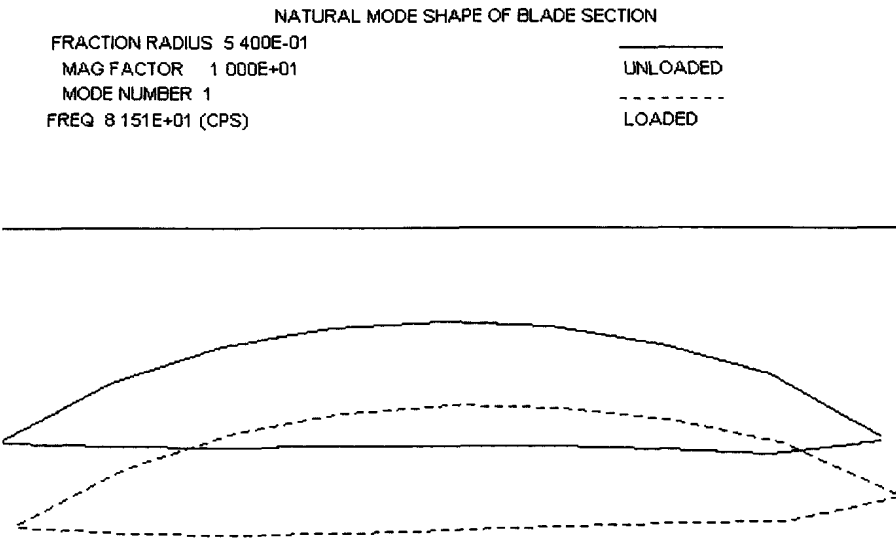 NATURAL MODE SHAPE OF BLADE SECTION
FRACTION RADIUS 5 400E-01
MAG FACTOR 1 000E+01
MODE NUMBER 1
FREQ 8 151E+01 (CPS)
UNLOADED
LOADED